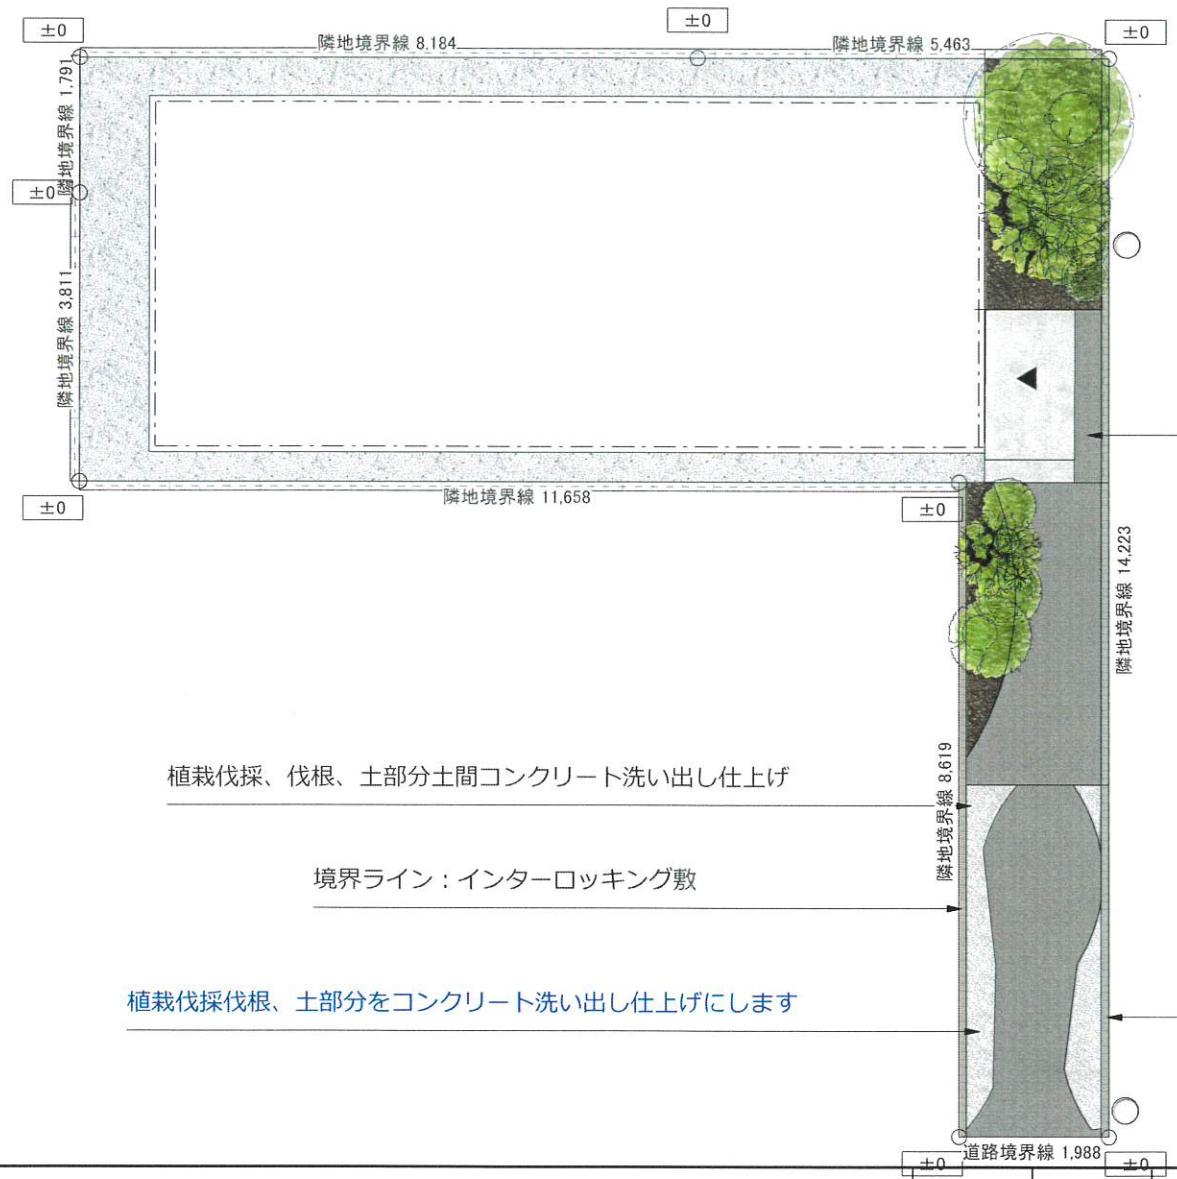 ±0
±0
±0
隣地境界線 8,184
隣地境界線 5,463
隣地境界線 1,791
±0
隣地境界線 3,811
±0
隣地境界線 11,658
±0
隣地境界線 14,223
植栽伐採、伐根、土部分土間コンクリート洗い出し仕上げ
隣地境界線 8,619
境界ライン：インターロッキング敷
植栽伐採伐根、土部分をコンクリート洗い出し仕上げにします
±0
道路境界線 1,988
±0